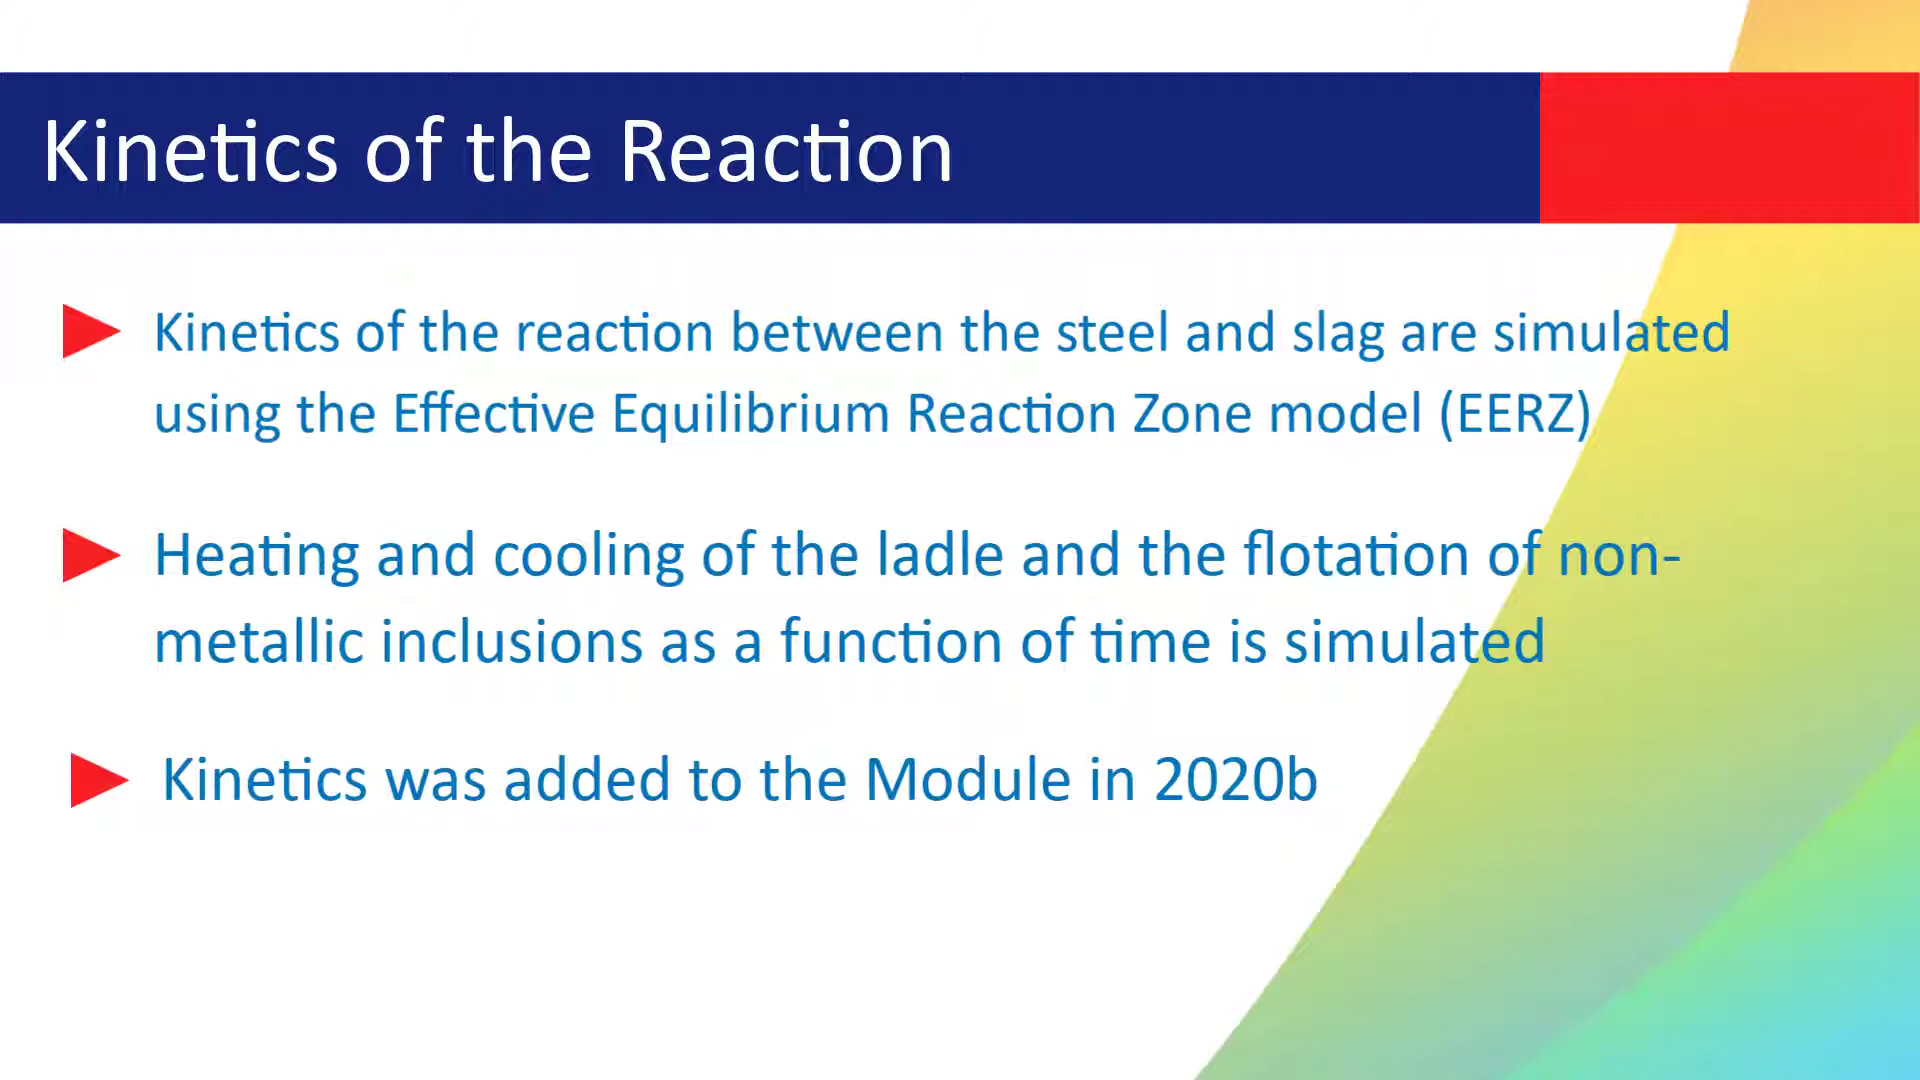 Kinetics of the Reaction
Kinetics of the reaction between the steel and slag are simulated
using the Effective Equilibrium Reaction Zone model (EERZ)
Heating and cooling of the ladle and the flotation of non-
metallic inclusions as a function of time is simulated
Kinetics was added to the Module in 2020b